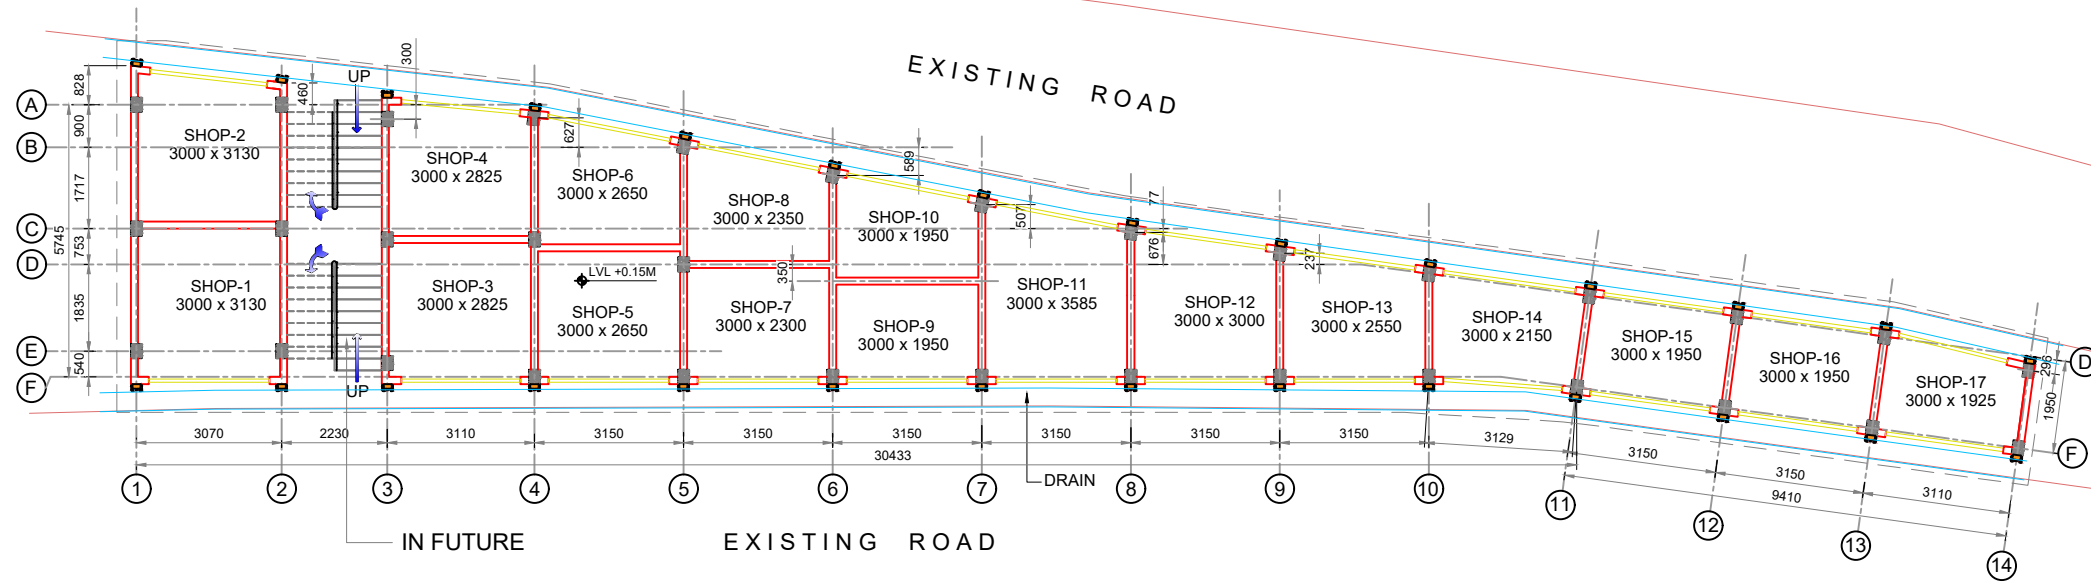 EXISTING ROAD
UP
300
460
828
900
1717
5745
753
1835
540
A
B
C
D
E
F
SHOP-2
3000 x 3130
SHOP-4
3000 x 2825
627
SHOP-6
3000 x 2650
SHOP-8
3000 x 2350
589
SHOP-10
3000 x 1950
507
77
676
237
SHOP-1
3000 x 3130
SHOP-3
3000 x 2825
LVL +0.15M
SHOP-5
3000 x 2650
350
SHOP-7
3000 x 2300
SHOP-9
3000 x 1950
SHOP-11
3000 x 3585
SHOP-12
3000 x 3000
SHOP-13
3000 x 2550
SHOP-14
3000 x 2150
SHOP-15
3000 x 1950
SHOP-16
3000 x 1950
SHOP-17
3000 x 1925
296
1950
D
F
UP
3070
2230
3110
3150
3150
3150
3150
3150
3150
3129
3150
3150
3110
30433
9410
DRAIN
1
2
3
4
5
6
7
8
9
10
11
12
13
14
IN FUTURE
EXISTING ROAD